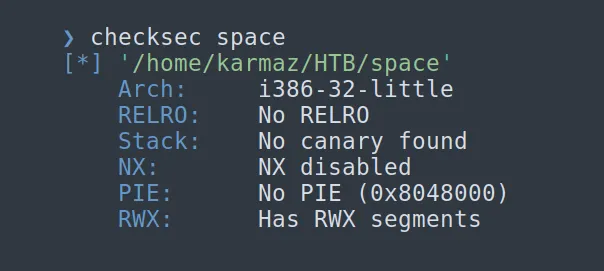 ❯ checksec space
[*] '/home/karmaz/HTB/space'
Arch: i386-32-little
RELRO: No RELRO
Stack: No canary found
NX: NX disabled
PIE: No PIE (0x8048000)
RWX: Has RWX segments